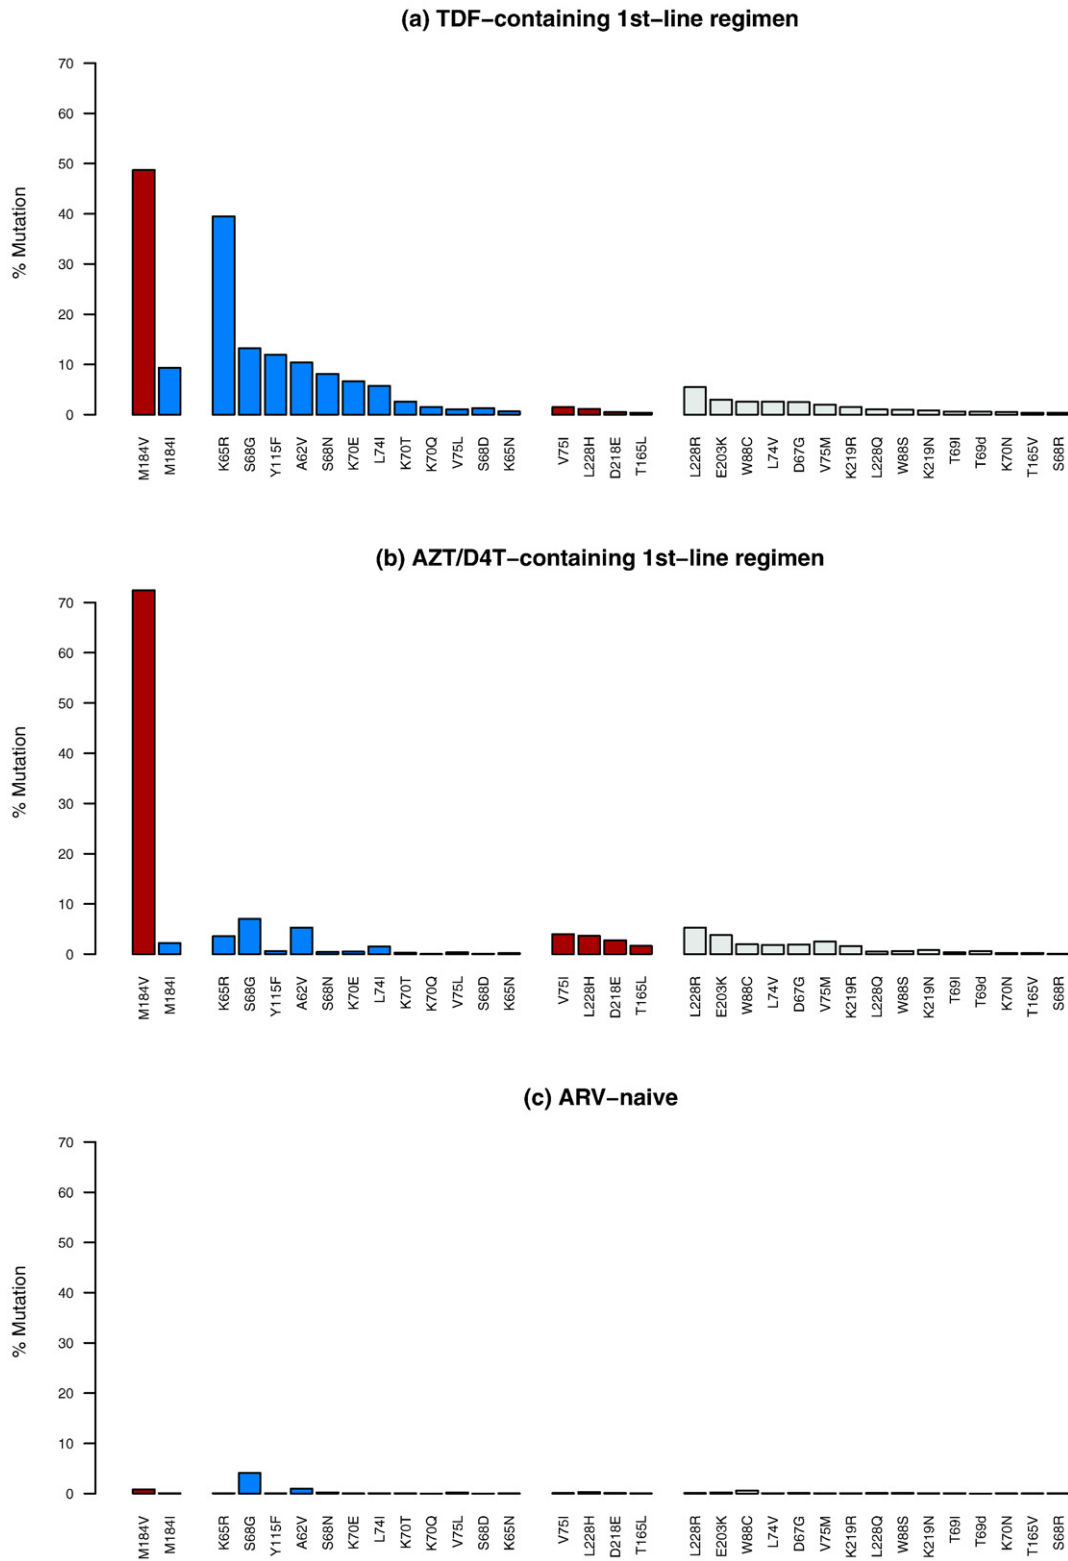 (a) TDF−containing 1st−line regimen
% Mutation
70
60
50
40
30
20
10
0
M184V M184I K65R S68G Y115F A62V S68N K70E L74I K70T K70Q V75L S68D K65N V75I L228H D218E T165L L228R E203K W88C L74V D67G V75M K219R L228Q W88S K219N T69I T69d K70N T165V S68R
(b) AZT/D4T−containing 1st−line regimen
% Mutation
70
60
50
40
30
20
10
0
M184V M184I K65R S68G Y115F A62V S68N K70E L74I K70T K70Q V75L S68D K65N V75I L228H D218E T165L L228R E203K W88C L74V D67G V75M K219R L228Q W88S K219N T69I T69d K70N T165V S68R
(c) ARV−naive
% Mutation
70
60
50
40
30
20
10
0
M184V M184I K65R S68G Y115F A62V S68N K70E L74I K70T K70Q V75L S68D K65N V75I L228H D218E T165L L228R E203K W88C L74V D67G V75M K219R L228Q W88S K219N T69I T69d K70N T165V S68R